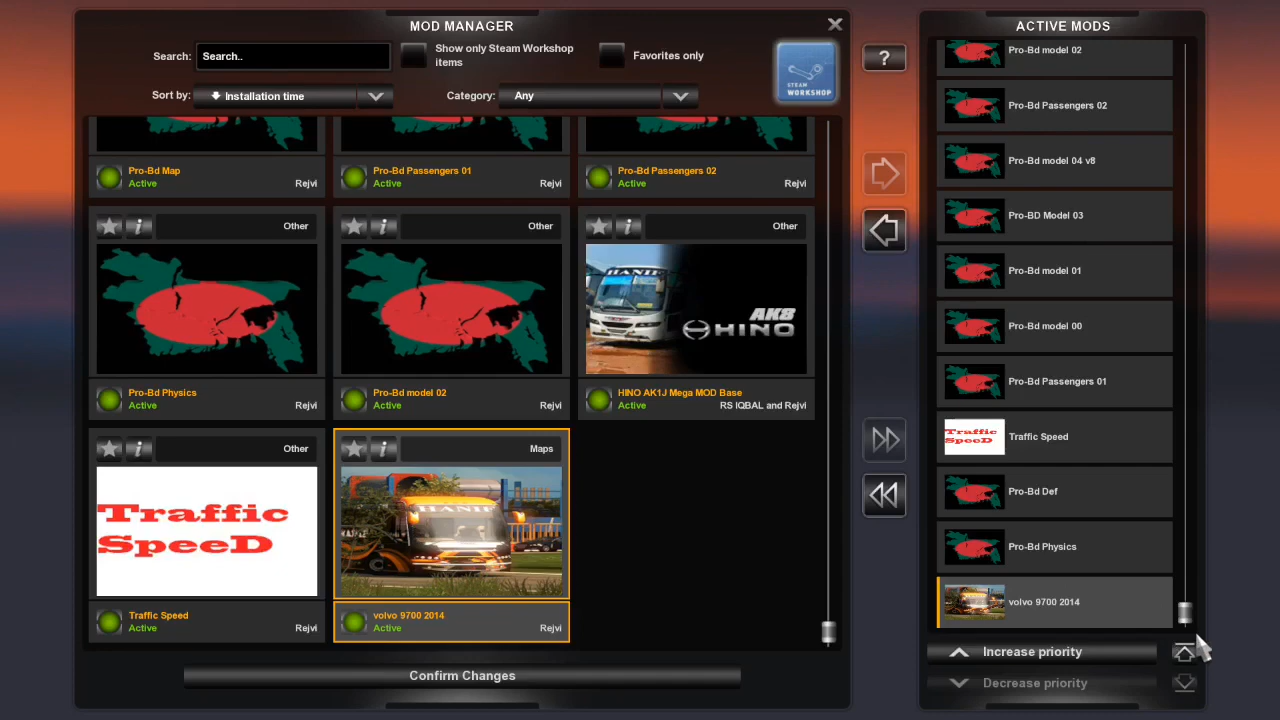 MOD MANAGER
Search:
Search..
Show only Steam Workshop
items
Favorites only
STEAM
WORKSHOP
Sort by:
Installation time
Category:
Any
Pro-Bd Map
Active
Rejvi
Pro-Bd Passengers 01
Active
Rejvi
Pro-Bd Passengers 02
Active
Rejvi
Other
Other
Other
HANIF
AK8
HINO
Pro-Bd Physics
Active
Rejvi
Pro-Bd model 02
Active
Rejvi
HINO AK1J Mega MOD Base
Active
RS IQBAL and Rejvi
Other
Maps
Traffic
SpeeD
HANIF
Traffic Speed
Active
Rejvi
volvo 9700 2014
Active
Rejvi
Confirm Changes
?
ACTIVE MODS
Pro-Bd model 02
Pro-Bd Passengers 02
Pro-Bd model 04 v8
Pro-BD Model 03
Pro-Bd model 01
Pro-Bd model 00
Pro-Bd Passengers 01
Traffic
SpeeD
Traffic Speed
Pro-Bd Def
Pro-Bd Physics
volvo 9700 2014
Increase priority
Decrease priority